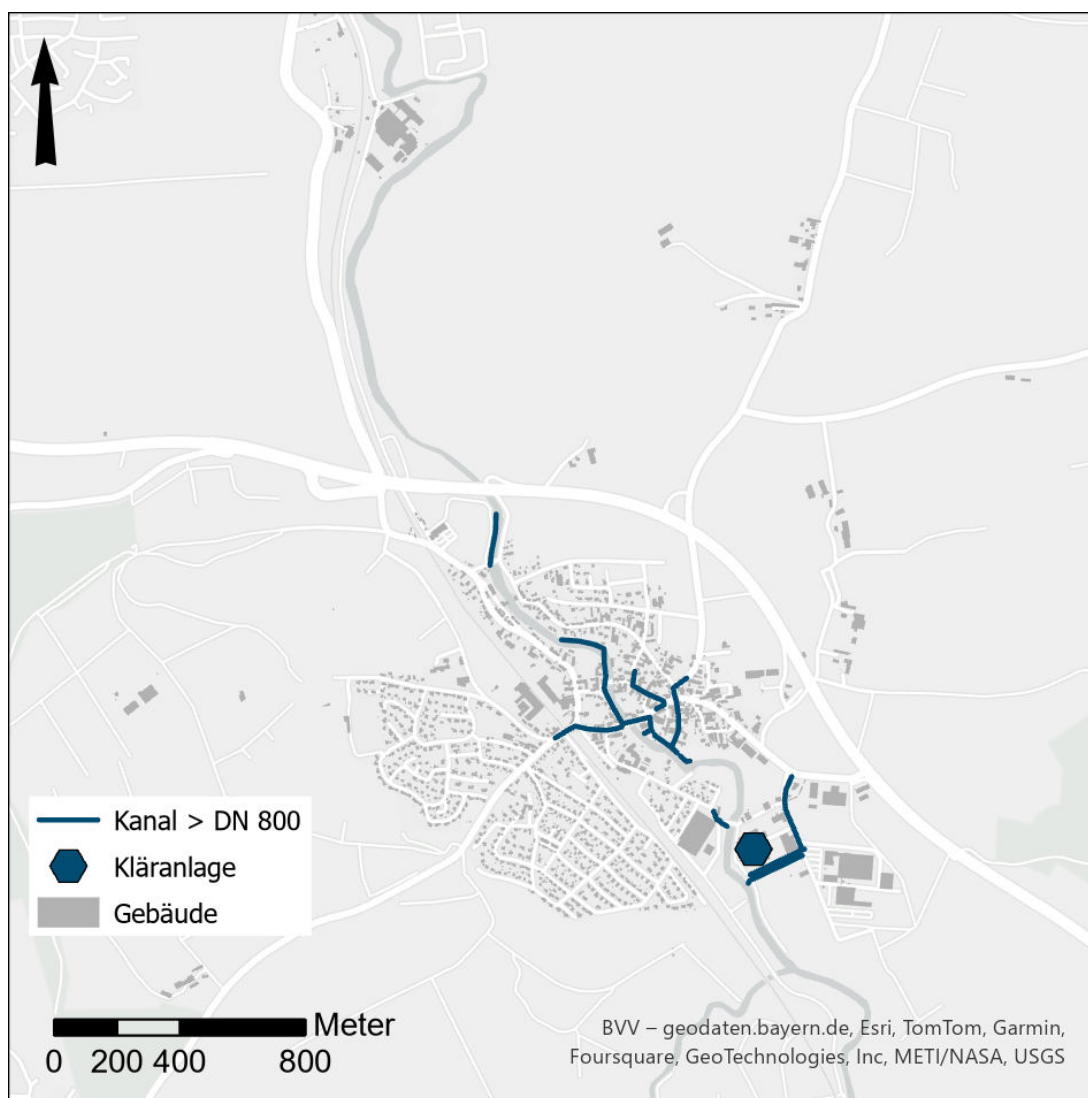 Kanal > DN 800
Kläranlage
Gebäude
Meter
0 200 400 800
BVV – geodaten.bayern.de, Esri, TomTom, Garmin,
Foursquare, GeoTechnologies, Inc, METI/NASA, USGS